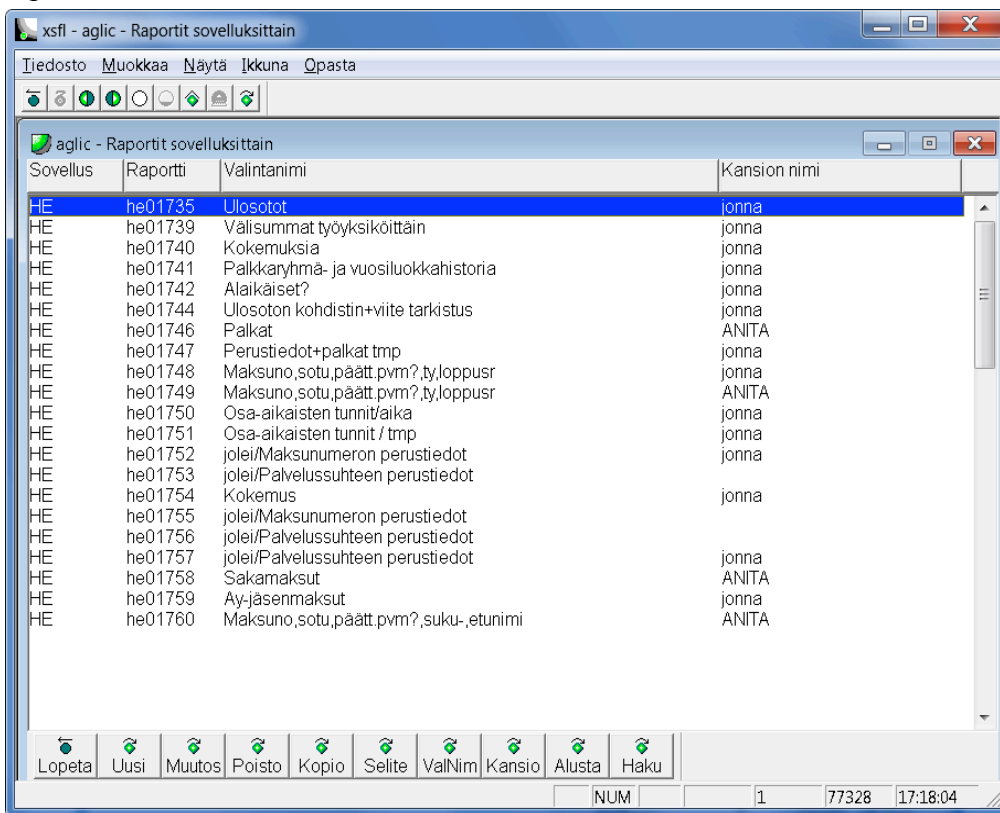 xsfl - aglic - Raportit sovelluksittain
Tiedosto Muokkaa Näytä Ikkuna Opasta
aglic - Raportit sovelluksittain
Sovellus Raportti Valintanimi Kansion nimi
HE he01735 Ulosotot jonna
HE he01739 Välisummat työyksiköittäin jonna
HE he01740 Kokemuksia jonna
HE he01741 Palkkaryhmä- ja vuosiluokkahistoria jonna
HE he01742 Alaikäiset? jonna
HE he01744 Ulosoton kohdistin+viite tarkistus jonna
HE he01746 Palkat ANITA
HE he01747 Perustiedot+palkat tmp jonna
HE he01748 Maksuno,sotu,päätt.pvm?,ty,loppusr jonna
HE he01749 Maksuno,sotu,päätt.pvm?,ty,loppusr ANITA
HE he01750 Osa-aikaisten tunnit/aika jonna
HE he01751 Osa-aikaisten tunnit / tmp jonna
HE he01752 jolei/Maksunumeron perustiedot jonna
HE he01753 jolei/Palvelussuhteen perustiedot
HE he01754 Kokemus jonna
HE he01755 jolei/Maksunumeron perustiedot
HE he01756 jolei/Palvelussuhteen perustiedot
HE he01757 jolei/Palvelussuhteen perustiedot jonna
HE he01758 Sakamaksut ANITA
HE he01759 Ay-jäsenmaksut jonna
HE he01760 Maksuno,sotu,päätt.pvm?,suku-,etunimi ANITA
Lopeta Uusi Muutos Poisto Kopio Selite ValNim Kansio Alusta Haku
NUM 1 77328 17:18:04